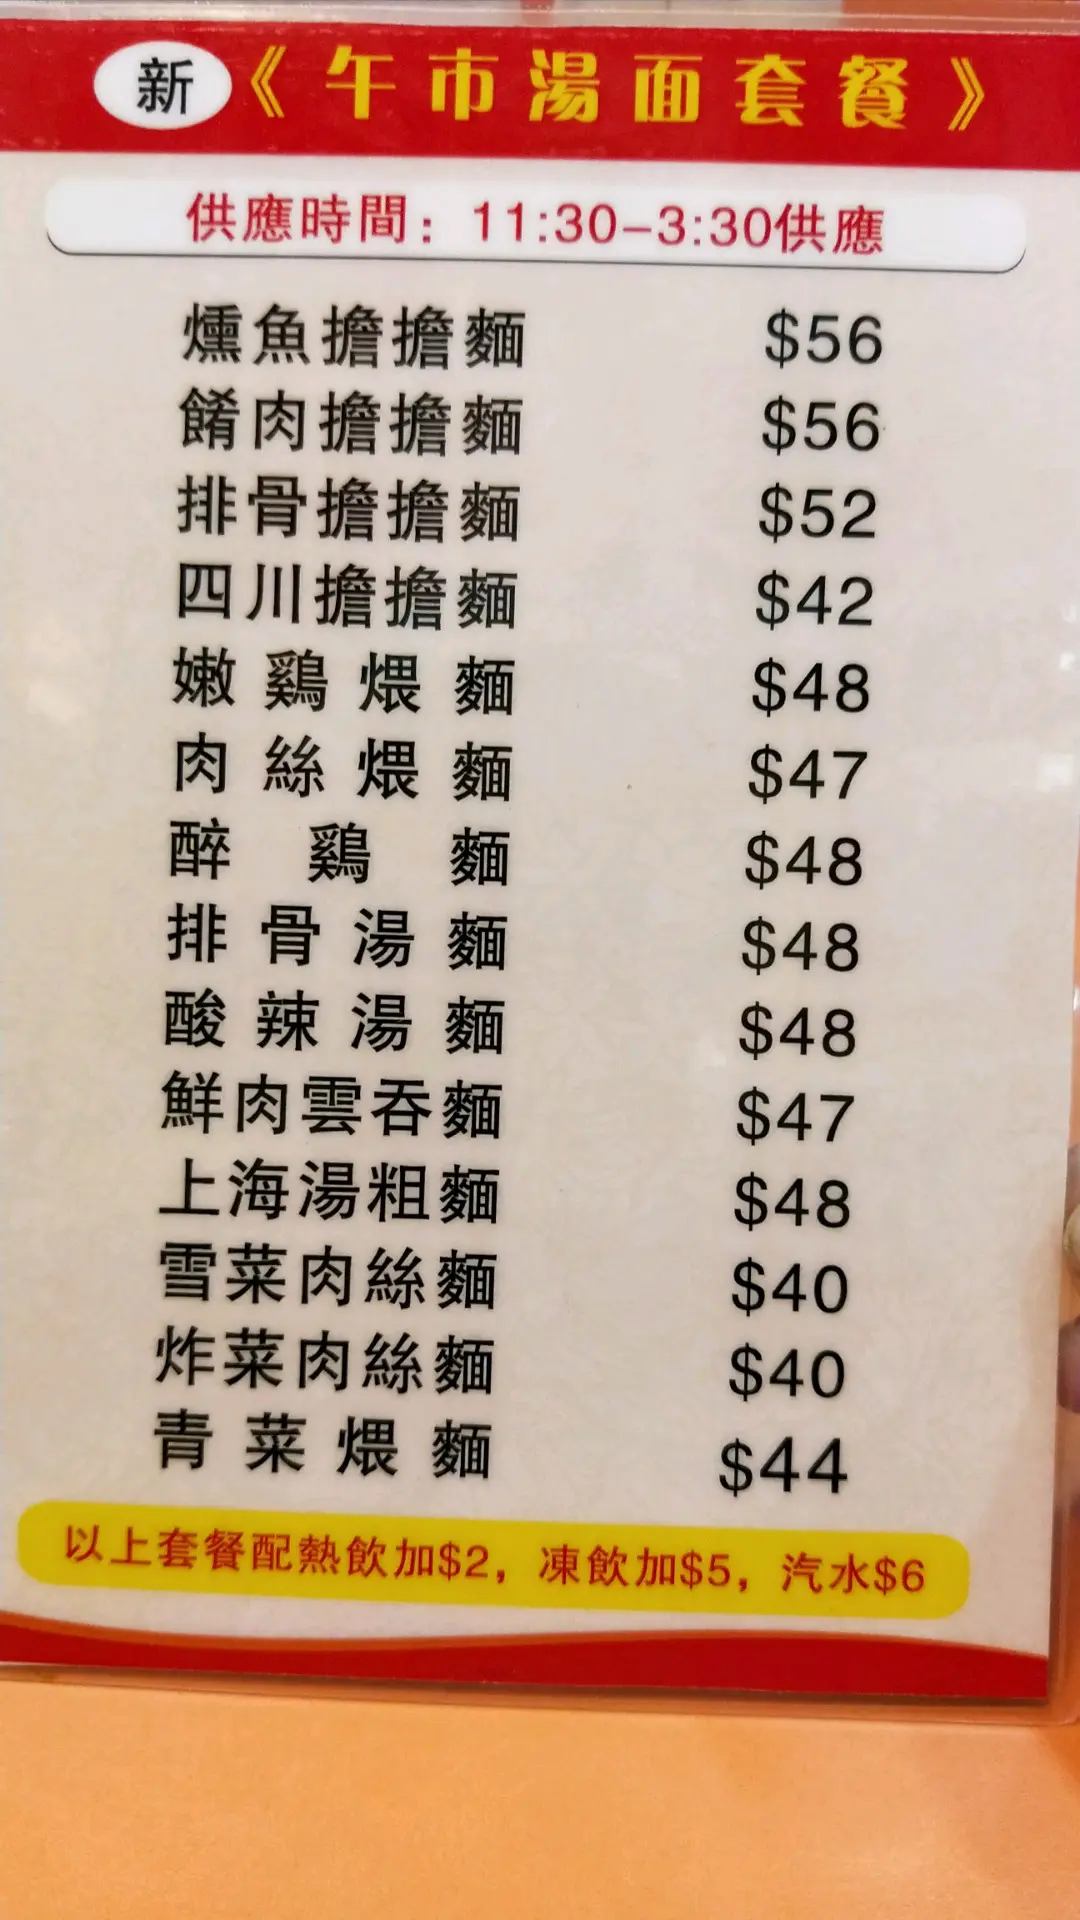 新《午市湯面套餐》
供應時間：11:30-3:30供應
燻魚擔擔麵 $56
餚肉擔擔麵 $56
排骨擔擔麵 $52
四川擔擔麵 $42
嫩鷄煨麵 $48
肉絲煨麵 $47
醉鷄麵 $48
排骨湯麵 $48
酸辣湯麵 $48
鮮肉雲吞麵 $47
上海湯粗麵 $48
雪菜肉絲麵 $40
炸菜肉絲麵 $40
青菜煨麵 $44
以上套餐配熱飲加$2，凍飲加$5，汽水$6